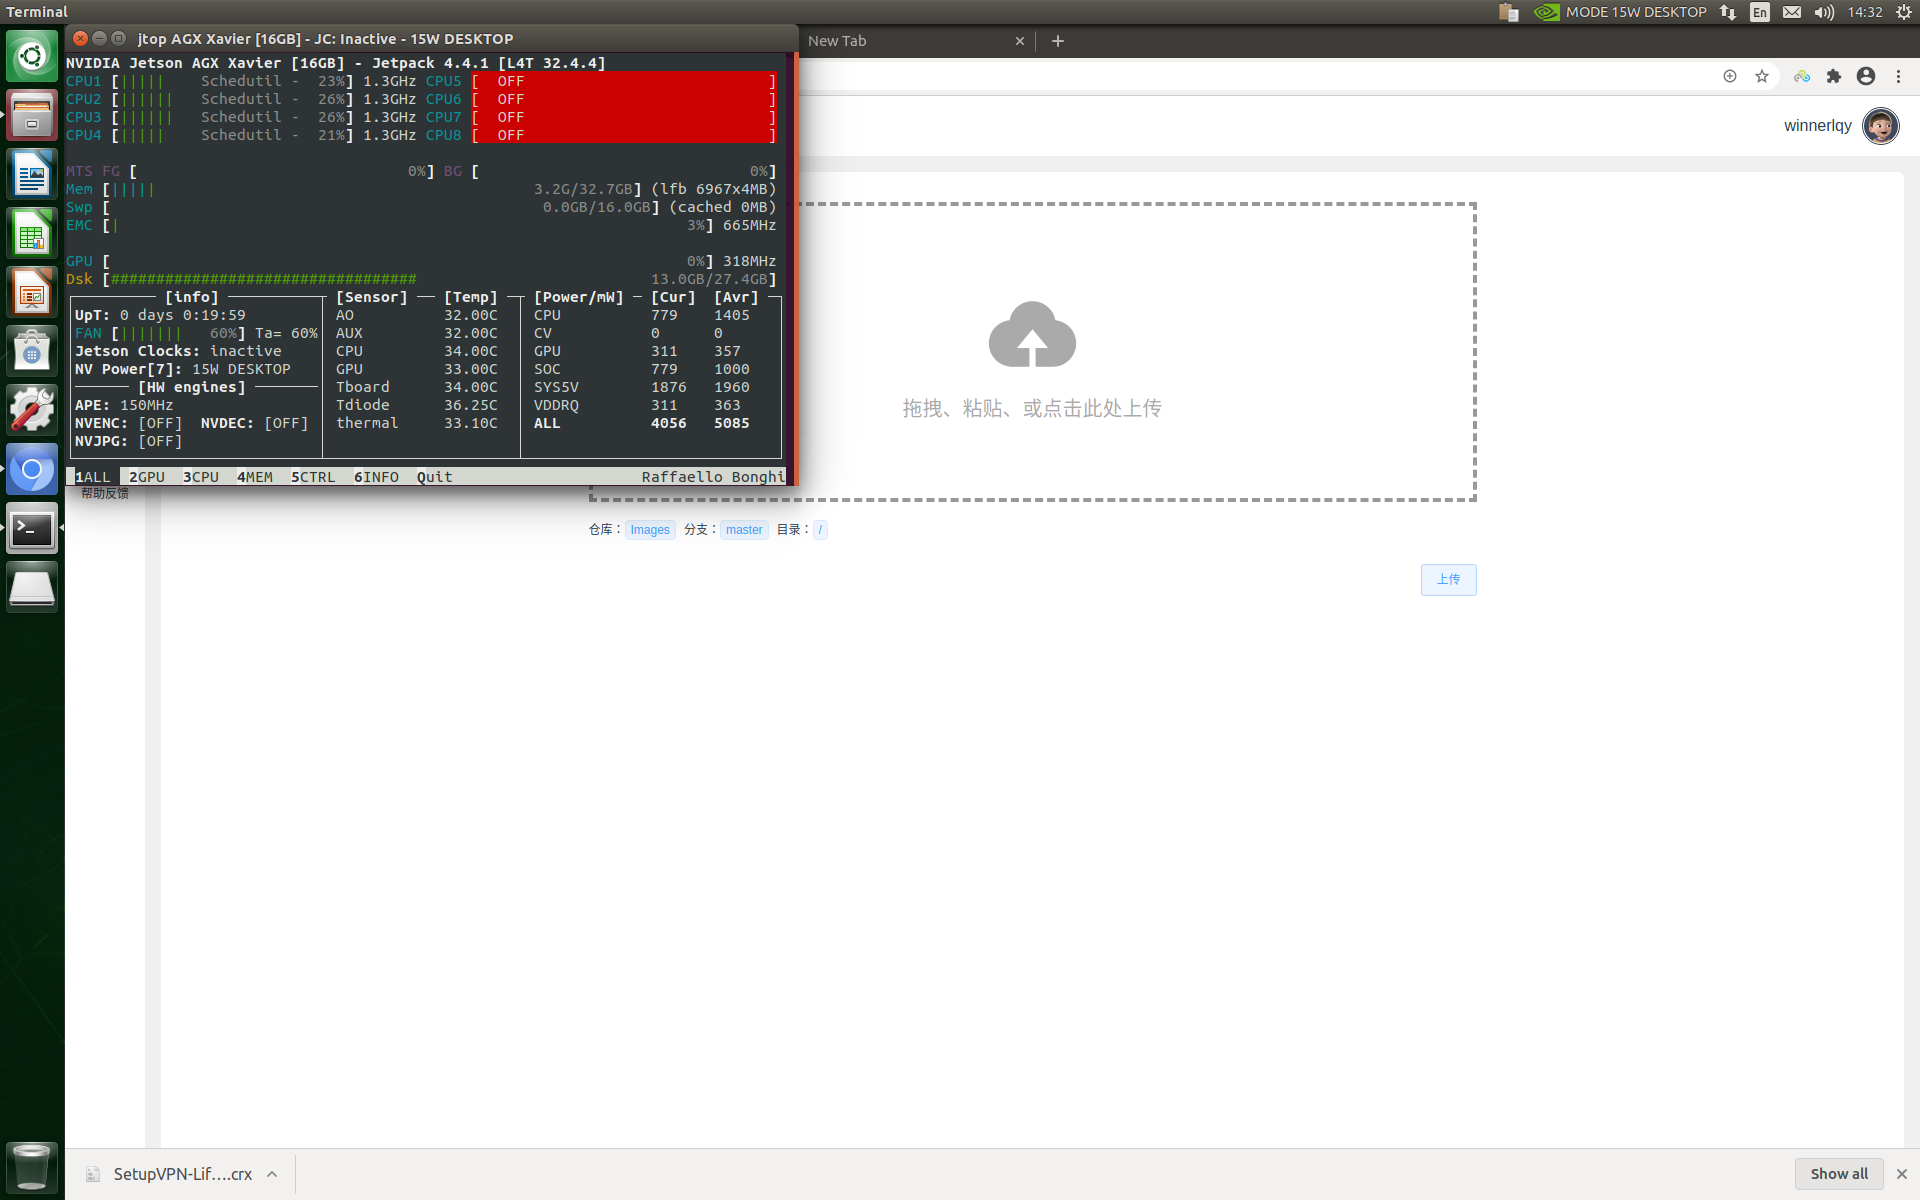 Terminal
MODE 15W DESKTOP En 14:32
jtop AGX Xavier [16GB] - JC: Inactive - 15W DESKTOP
New Tab
NVIDIA Jetson AGX Xavier [16GB] - Jetpack 4.4.1 [L4T 32.4.4]
CPU1 [||||| Schedutil - 23%] 1.3GHz CPU5 [ OFF ]
CPU2 [|||||| Schedutil - 26%] 1.3GHz CPU6 [ OFF ]
CPU3 [|||||| Schedutil - 26%] 1.3GHz CPU7 [ OFF ]
CPU4 [||||| Schedutil - 21%] 1.3GHz CPU8 [ OFF ]
winnerlqy
MTS FG [ 0%] BG [ 0%]
Mem [||||| 3.2G/32.7GB] (lfb 6967x4MB)
Swp [ 0.0GB/16.0GB] (cached 0MB)
EMC [| 3%] 665MHz
GPU [ 0%] 318MHz
Dsk [################################## 13.0GB/27.4GB]
[info] [Sensor] [Temp] [Power/mW] [Cur] [Avr]
UpT: 0 days 0:19:59 AO 32.00C CPU 779 1405
FAN [||||||| 60%] Ta= 60% AUX 32.00C CV 0 0
Jetson Clocks: inactive CPU 34.00C GPU 311 357
NV Power[7]: 15W DESKTOP GPU 33.00C SOC 779 1000
[HW engines] Tboard 34.00C SYS5V 1876 1960
APE: 150MHz Tdiode 36.25C VDDRQ 311 363
NVENC: [OFF] NVDEC: [OFF] thermal 33.10C ALL 4056 5085
NVJPG: [OFF]
1ALL 2GPU 3CPU 4MEM 5CTRL 6INFO Quit Raffaello Bonghi
帮助反馈
拖拽、粘贴、或点击此处上传
仓库：Images 分支：master 目录：/
上传
SetupVPN-Lif....crx
Show all